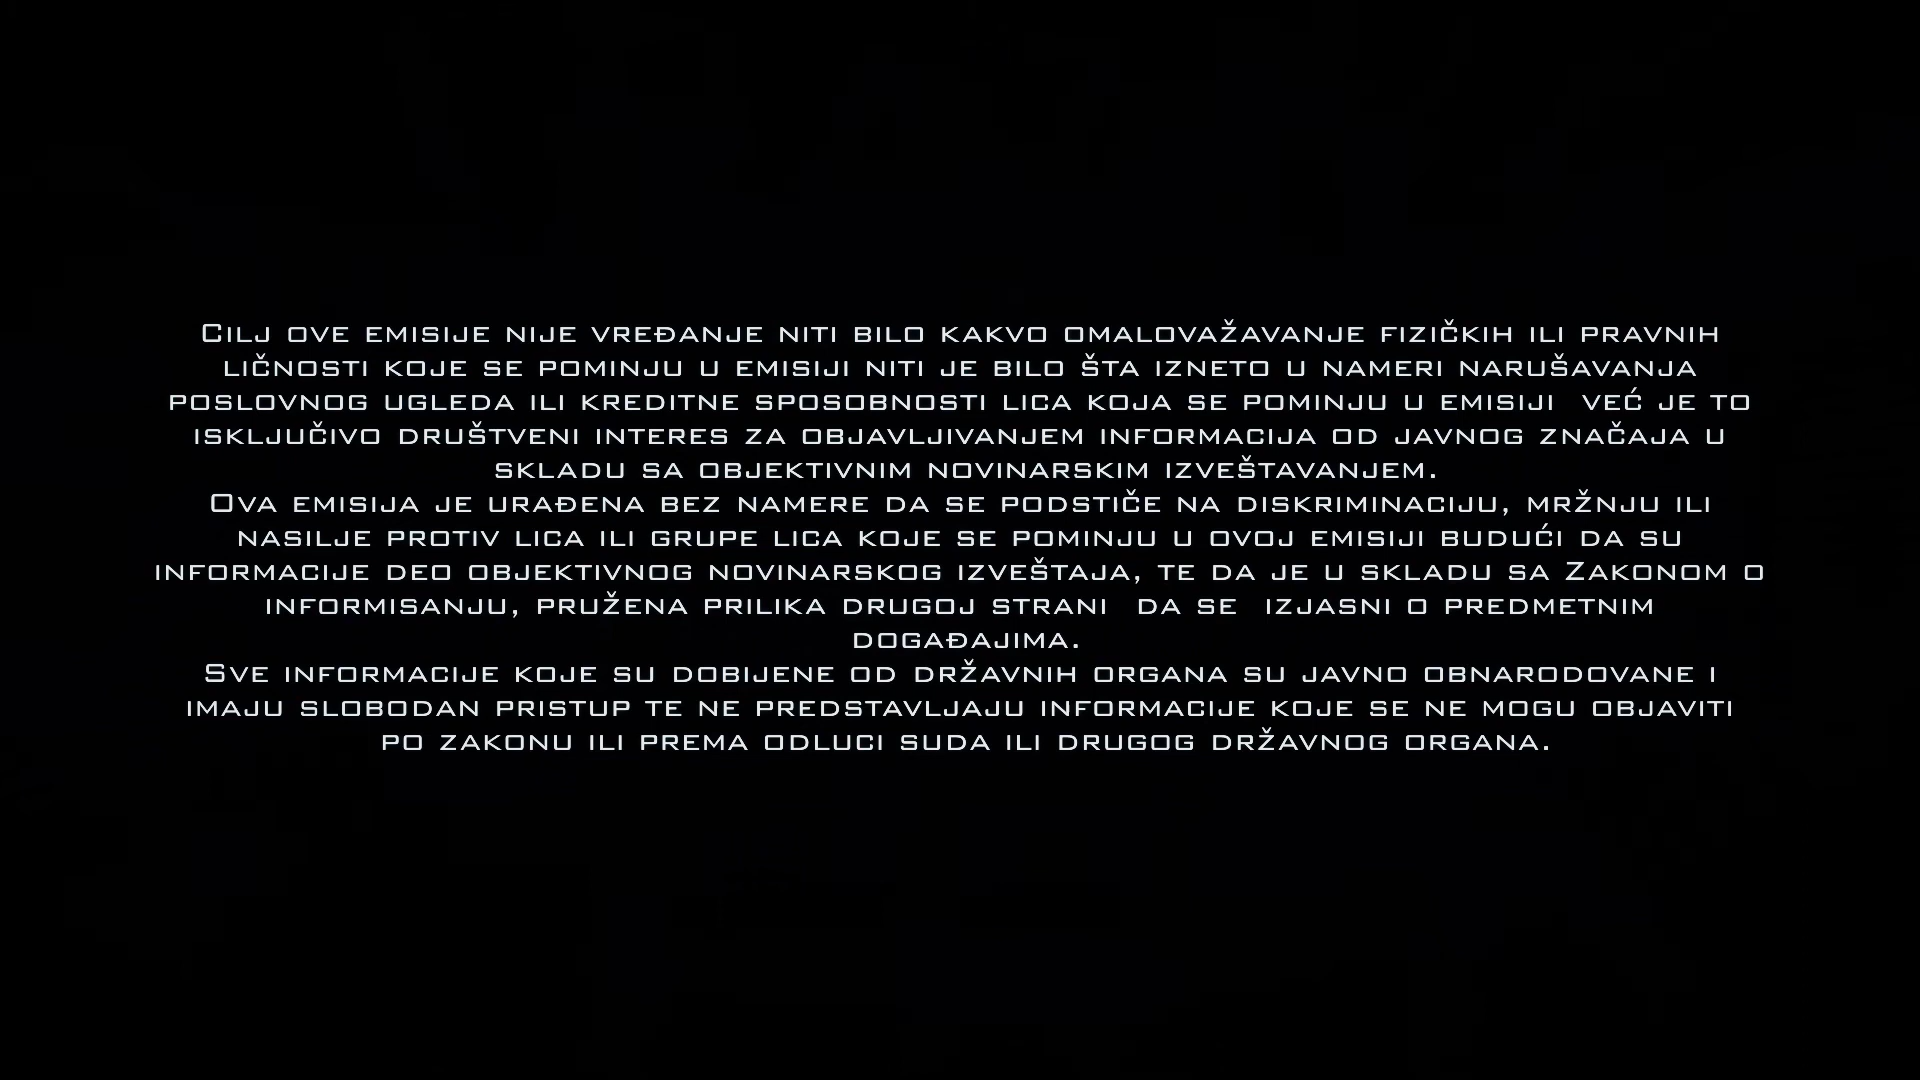 Cilj ove emisije nije vređanje niti bilo kakvo omalovažavanje fizičkih ili pravnih
ličnosti koje se pominju u emisiji niti je bilo šta izneto u nameri narušavanja
poslovnog ugleda ili kreditne sposobnosti lica koja se pominju u emisiji  već je to
isključivo društveni interes za objavljivanjem informacija od javnog značaja u
skladu sa objektivnim novinarskim izveštavanjem.
Ova emisija je urađena bez namere da se podstiče na diskriminaciju, mržnju ili
nasilje protiv lica ili grupe lica koje se pominju u ovoj emisiji budući da su
informacije deo objektivnog novinarskog izveštaja, te da je u skladu sa Zakonom o
informisanju, pružena prilika drugoj strani  da se  izjasni o predmetnim
događajima.
Sve informacije koje su dobijene od državnih organa su javno obnarodovane i
imaju slobodan pristup te ne predstavljaju informacije koje se ne mogu objaviti
po zakonu ili prema odluci suda ili drugog državnog organa.